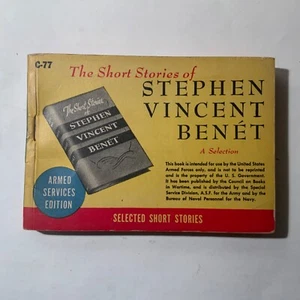 C-77
The Short Stories of
STEPHEN
VINCENT
BENÉT
A Selection
The Short Stories
of
STEPHEN
VINCENT
BENÉT
This book is intended for use by the United States
Armed Forces only, and is not to be reprinted
and is the property of the U. S. Government.
It has been published by the Council on Books
in Wartime, and is distributed by the Special
Service Division, A.S.F. for the Army and by the
Bureau of Naval Personnel for the Navy.
ARMED
SERVICES
EDITION
SELECTED SHORT STORIES